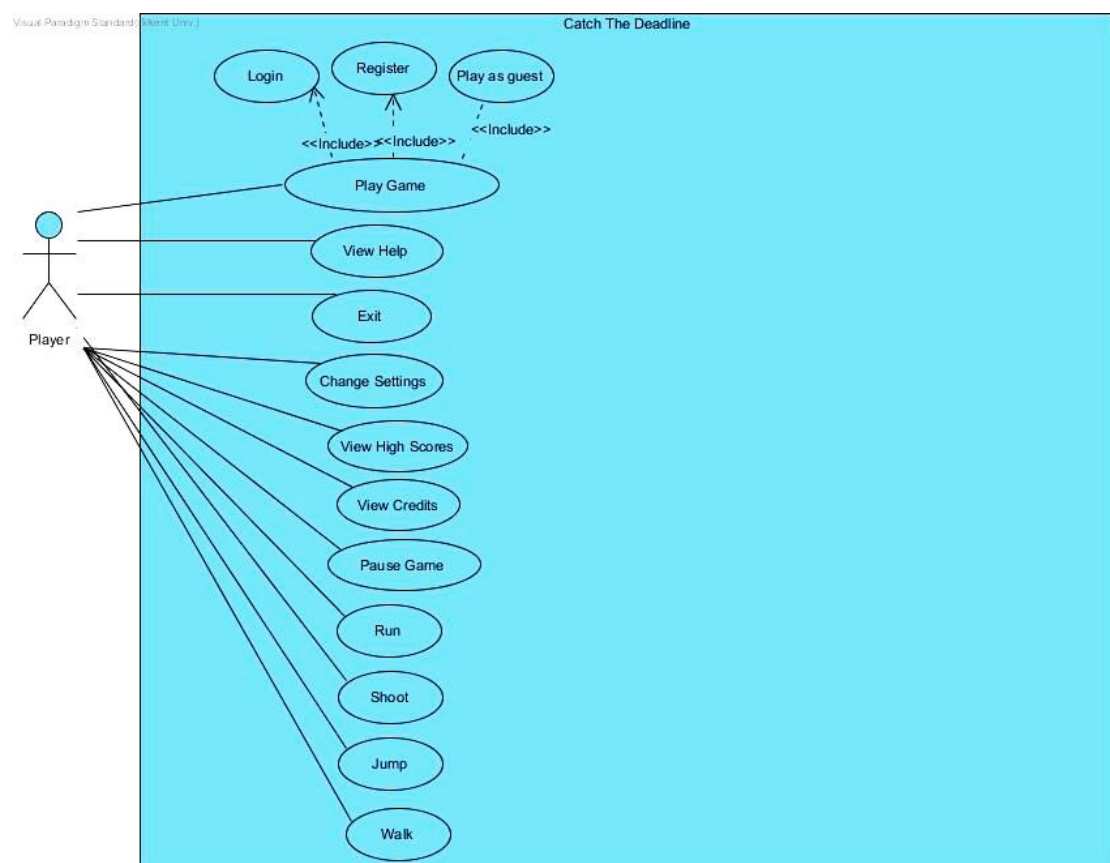 Visual Paradigm Standard(Bilkent Univ.)
Catch The Deadline
Login
Register
Play as guest
<<Include>>
<<Include>>
<<Include>>
Play Game
View Help
Exit
Player
Change Settings
View High Scores
View Credits
Pause Game
Run
Shoot
Jump
Walk